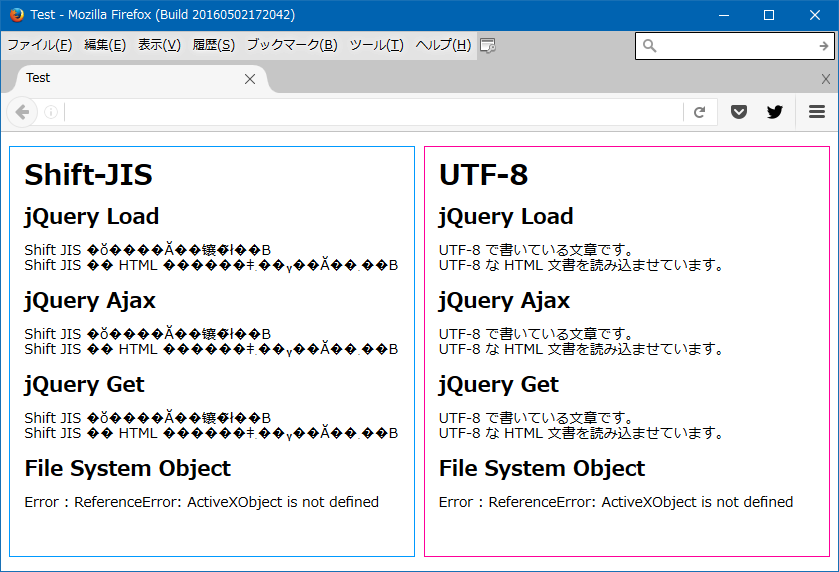 Test - Mozilla Firefox (Build 20160502172042)
ファイル(F) 編集(E) 表示(V) 履歴(S) ブックマーク(B) ツール(T) ヘルプ(H)
Test
Shift-JIS
jQuery Load
Shift JIS
Shift JIS �� HTML
jQuery Ajax
Shift JIS
Shift JIS �� HTML
jQuery Get
Shift JIS
Shift JIS �� HTML
File System Object
Error : ReferenceError: ActiveXObject is not defined
UTF-8
jQuery Load
UTF-8 で書いている文章です。
UTF-8 な HTML 文書を読み込ませています。
jQuery Ajax
UTF-8 で書いている文章です。
UTF-8 な HTML 文書を読み込ませています。
jQuery Get
UTF-8 で書いている文章です。
UTF-8 な HTML 文書を読み込ませています。
File System Object
Error : ReferenceError: ActiveXObject is not defined